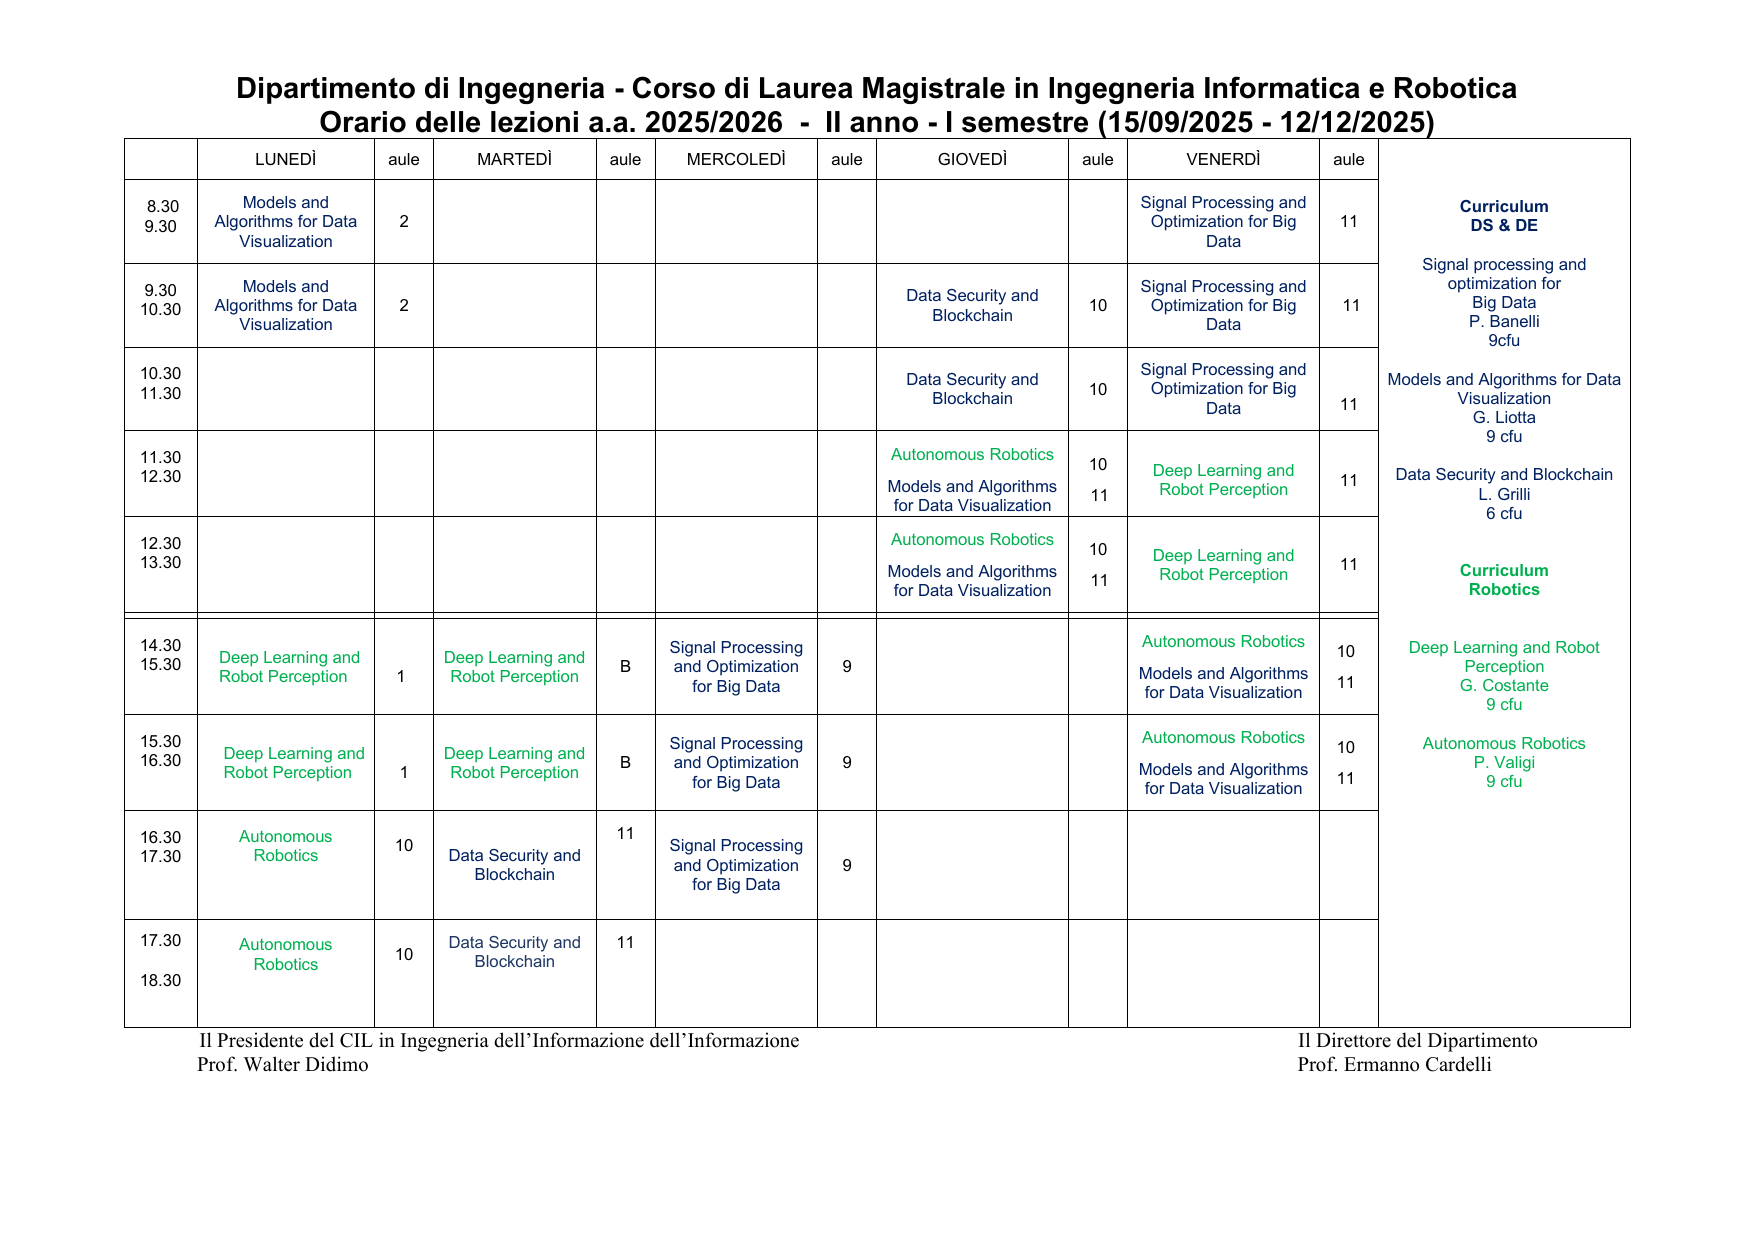 Dipartimento di Ingegneria - Corso di Laurea Magistrale in Ingegneria Informatica e Robotica
Orario delle lezioni a.a. 2025/2026 - II anno - I semestre (15/09/2025 - 12/12/2025)
LUNEDÌ aule MARTEDÌ aule MERCOLEDÌ aule GIOVEDÌ aule VENERDÌ aule
8.30
9.30
Models and
Algorithms for Data
Visualization
2
Signal Processing and
Optimization for Big
Data
11
9.30
10.30
Models and
Algorithms for Data
Visualization
2
Data Security and
Blockchain
10
Signal Processing and
Optimization for Big
Data
11
10.30
11.30
Data Security and
Blockchain
10
Signal Processing and
Optimization for Big
Data
11
11.30
12.30
Autonomous Robotics
Models and Algorithms
for Data Visualization
10
11
Deep Learning and
Robot Perception
11
12.30
13.30
Autonomous Robotics
Models and Algorithms
for Data Visualization
10
11
Deep Learning and
Robot Perception
11
14.30
15.30
Deep Learning and
Robot Perception
1
Deep Learning and
Robot Perception
B
Signal Processing
and Optimization
for Big Data
9
Autonomous Robotics
Models and Algorithms
for Data Visualization
10
11
15.30
16.30
Deep Learning and
Robot Perception
1
Deep Learning and
Robot Perception
B
Signal Processing
and Optimization
for Big Data
9
Autonomous Robotics
Models and Algorithms
for Data Visualization
10
11
16.30
17.30
Autonomous
Robotics
10
Data Security and
Blockchain
11
Signal Processing
and Optimization
for Big Data
9
17.30
18.30
Autonomous
Robotics
10
Data Security and
Blockchain
11
Curriculum
DS & DE
Signal processing and
optimization for
Big Data
P. Banelli
9cfu
Models and Algorithms for Data
Visualization
G. Liotta
9 cfu
Data Security and Blockchain
L. Grilli
6 cfu
Curriculum
Robotics
Deep Learning and Robot
Perception
G. Costante
9 cfu
Autonomous Robotics
P. Valigi
9 cfu
Il Presidente del CIL in Ingegneria dell’Informazione dell’Informazione
Prof. Walter Didimo
Il Direttore del Dipartimento
Prof. Ermanno Cardelli